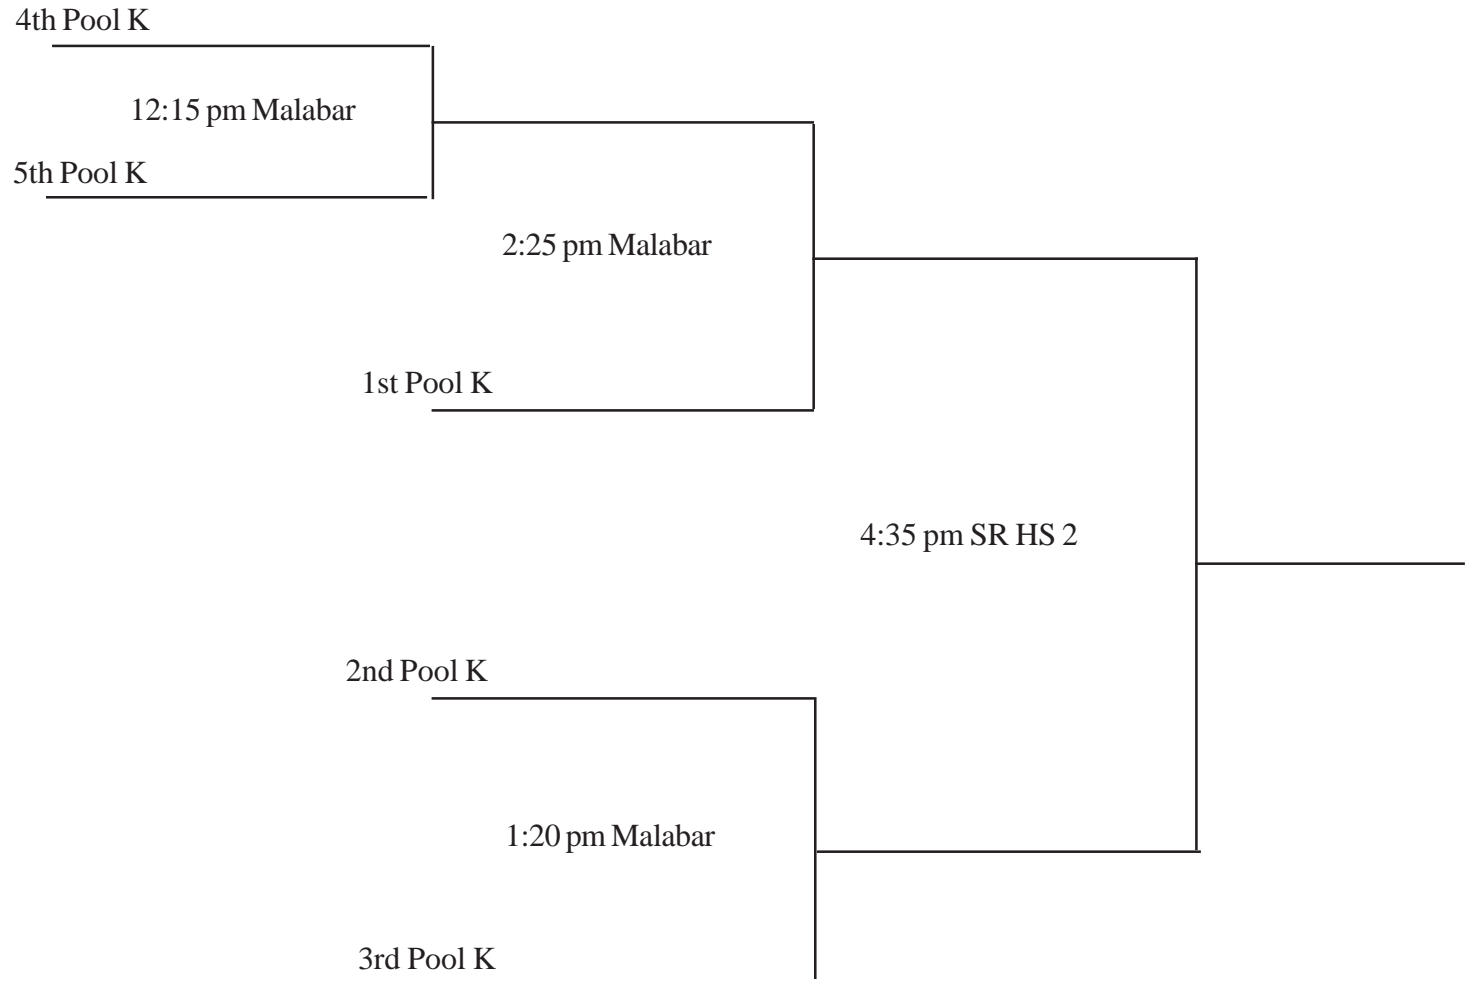 4th Pool K
12:15 pm Malabar
5th Pool K
2:25 pm Malabar
1st Pool K
4:35 pm SR HS 2
2nd Pool K
1:20 pm Malabar
3rd Pool K